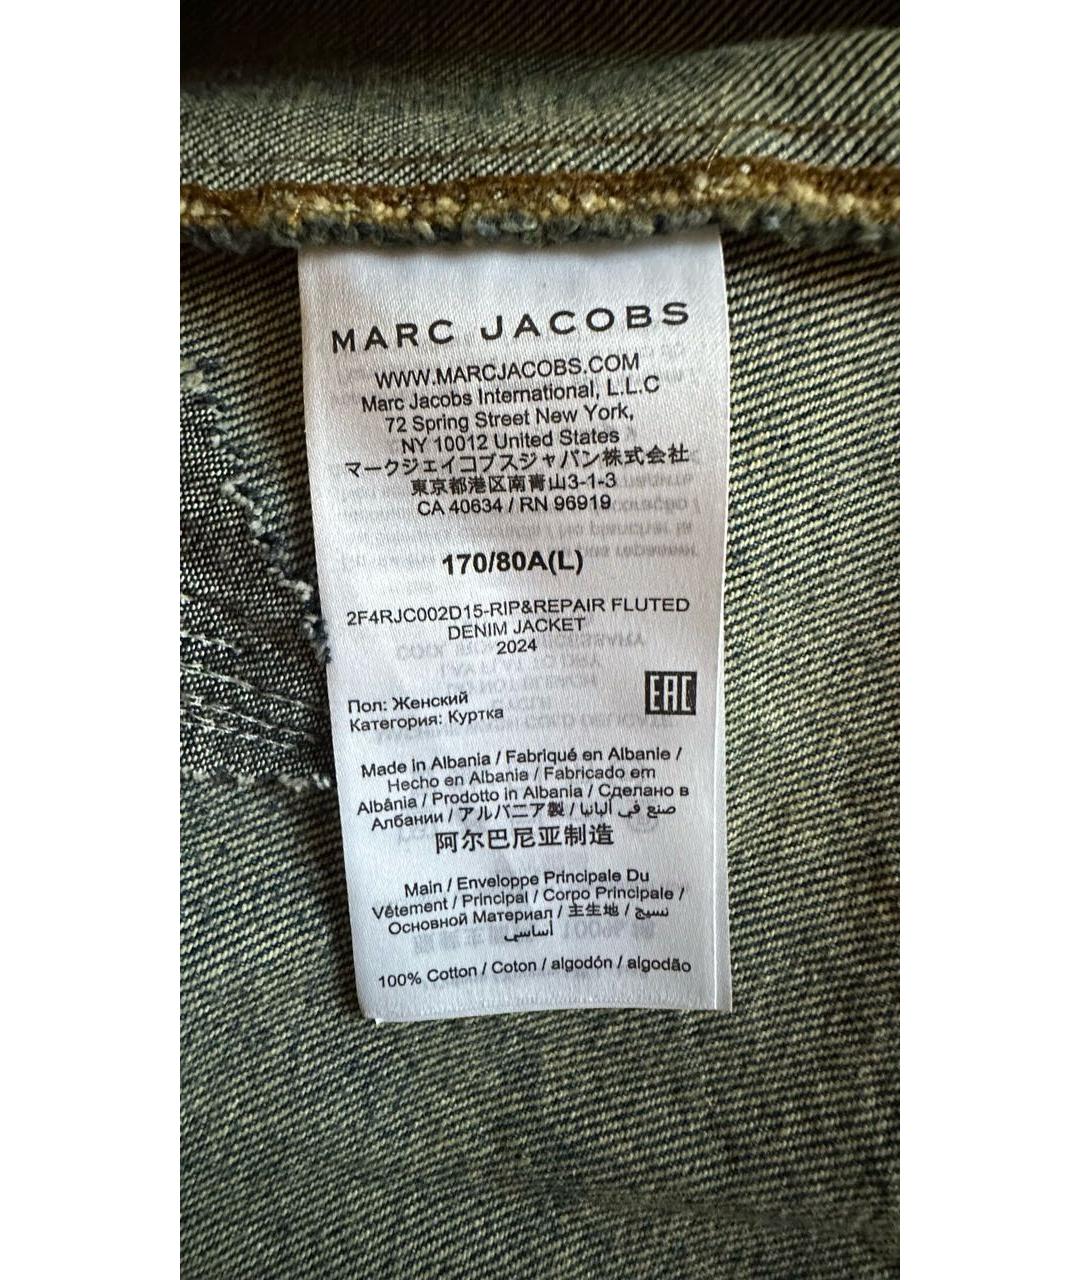 MARC JACOBS
WWW.MARCJACOBS.COM
Marc Jacobs International, L.L.C
72 Spring Street New York,
NY 10012 United States
マークジェイコブスジャパン株式会社
東京都港区南青山3-1-3
CA 40634 / RN 96919
170/80A(L)
2F4RJC002D15-RIP&REPAIR FLUTED
DENIM JACKET
2024
Пол: Женский
Категория: Куртка
EAC
Made in Albania / Fabriqué en Albanie /
Hecho en Albania / Fabricado em
Albânia / Prodotto in Albania / Сделано в
Албании / アルバニア製 / صنع في ألبانيا
阿尔巴尼亚制造
Main / Enveloppe Principale Du
Vêtement / Principal / Corpo Principale /
Основной Материал / 主生地 / نسيج
أساسي
100% Cotton / Coton / algodón / algodão